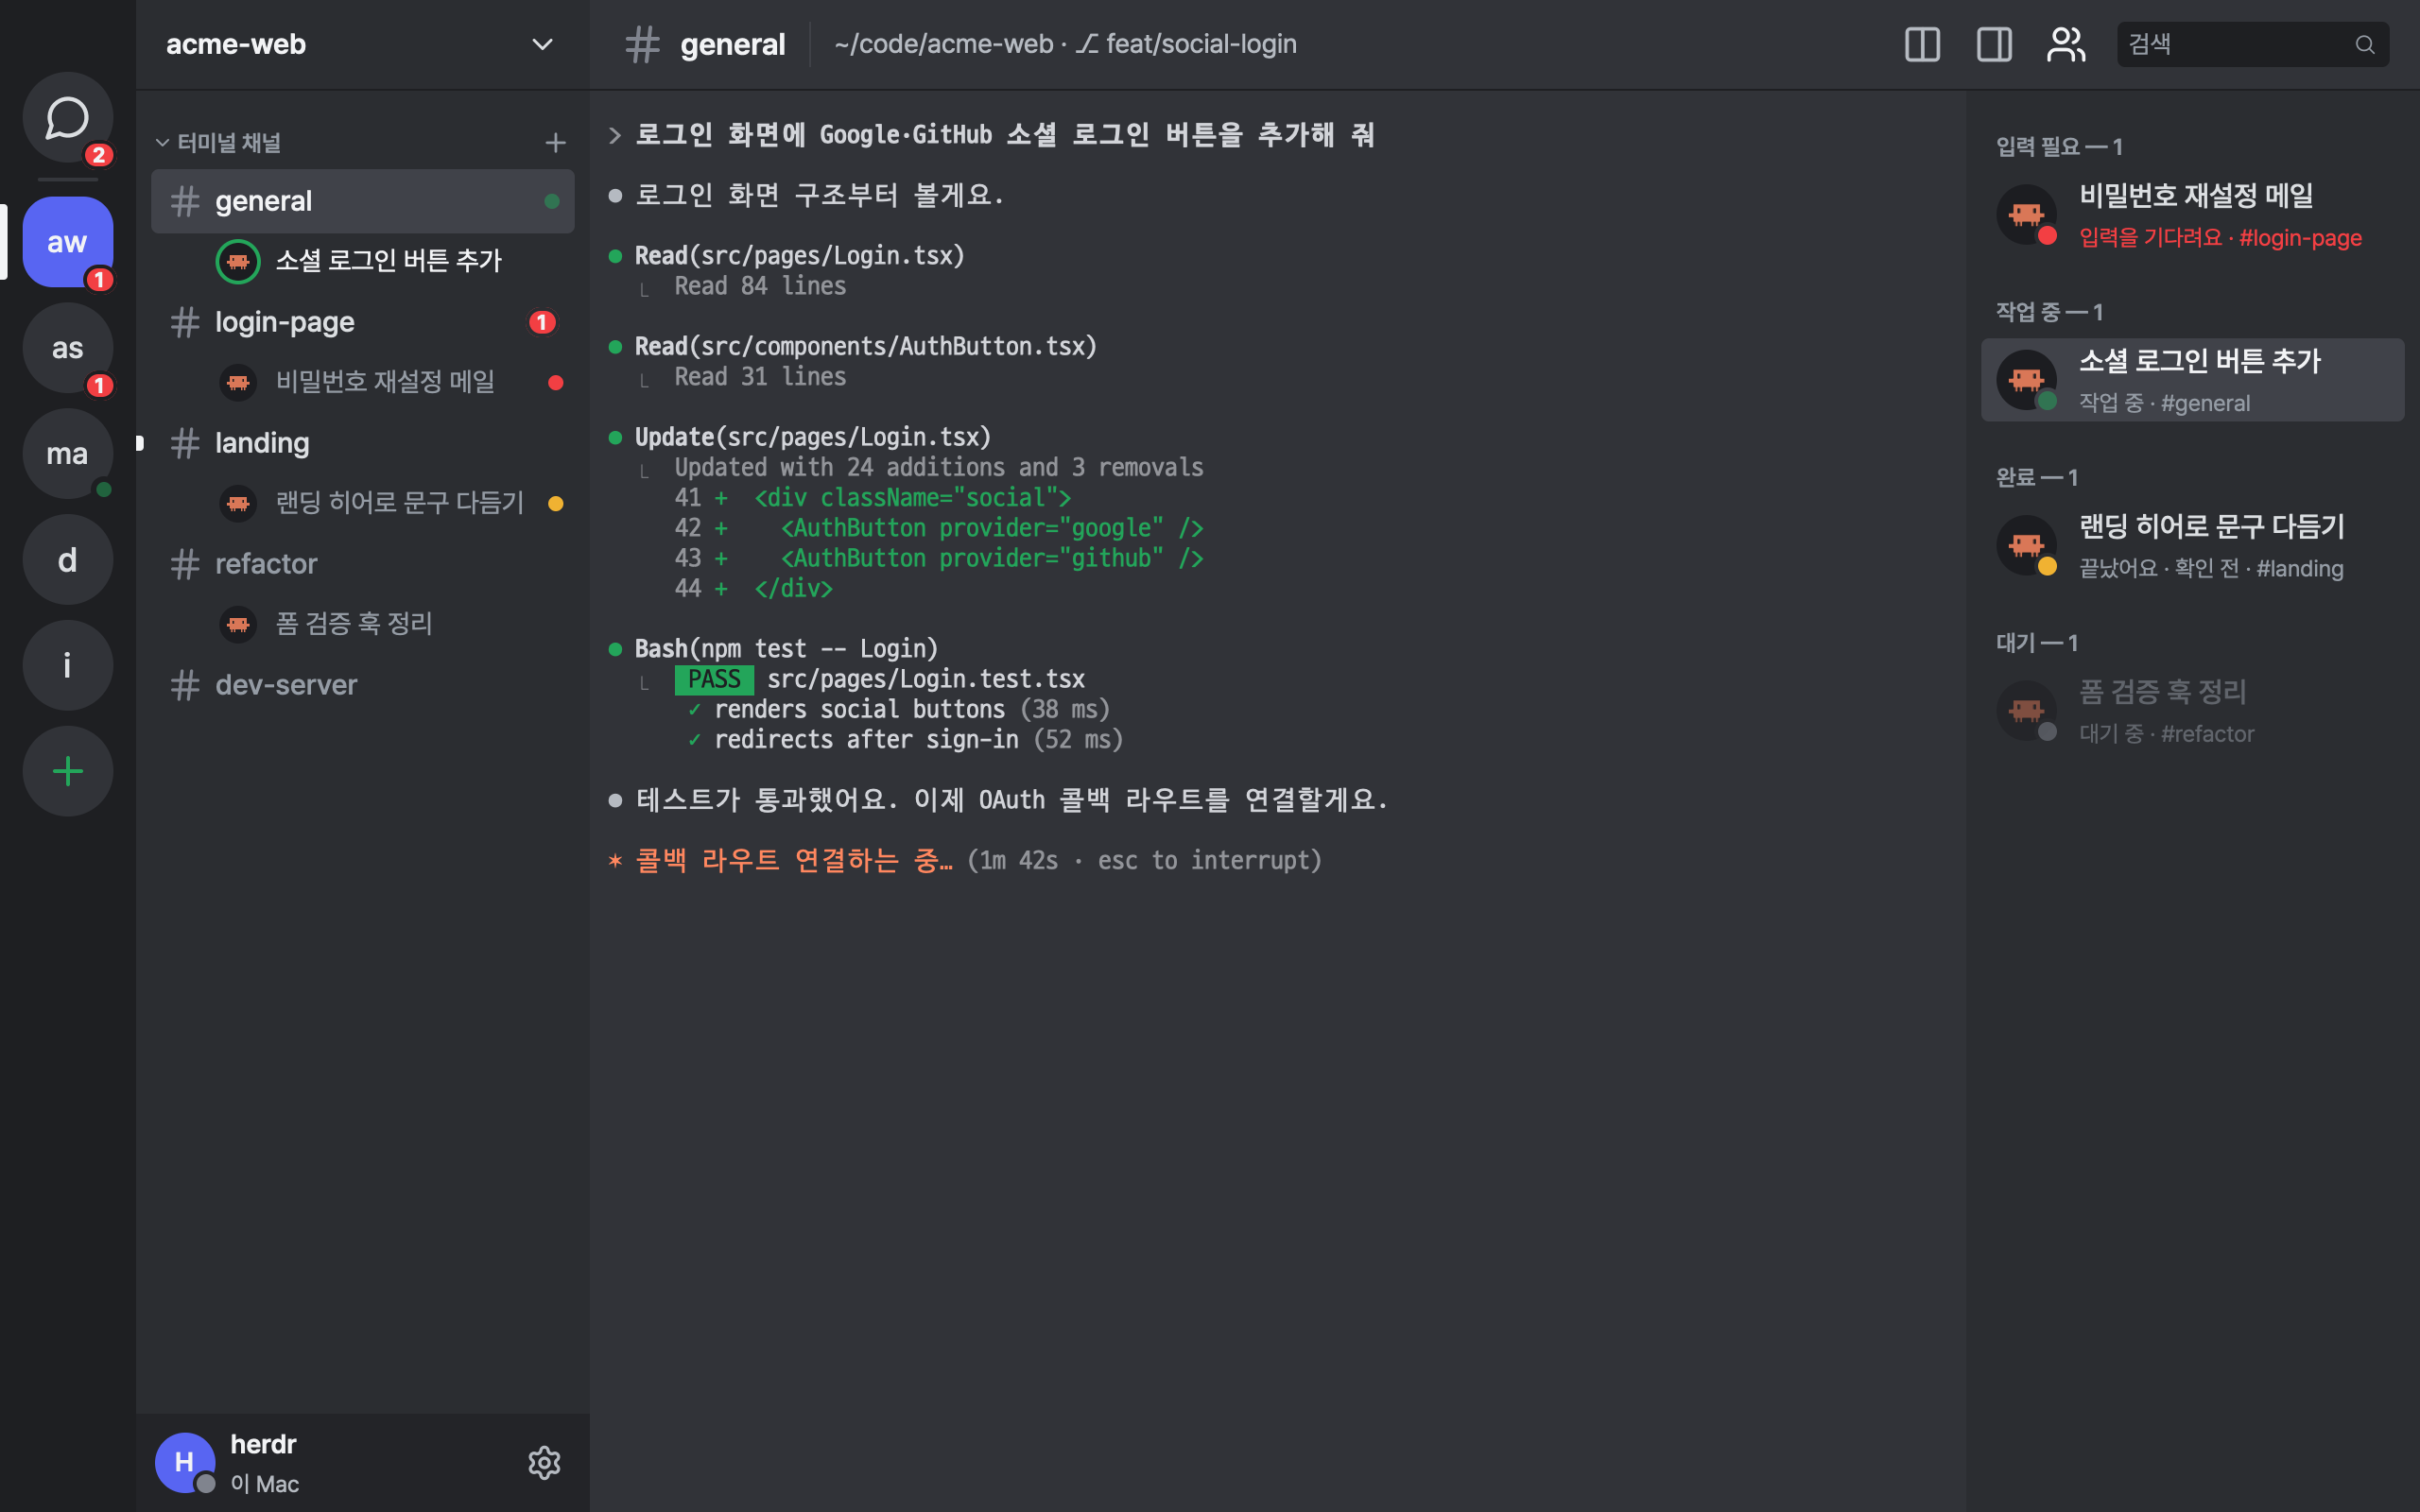 2
aw
1
as
1
ma
d
i
acme-web
터미널 채널
general
소셜 로그인 버튼 추가
login-page
1
비밀번호 재설정 메일
landing
랜딩 히어로 문구 다듬기
refactor
폼 검증 훅 정리
dev-server
H
herdr
이 Mac
general
~/code/acme-web · ⎇ feat/social-login
검색
> 로그인 화면에 Google·GitHub 소셜 로그인 버튼을 추가해 줘
● 로그인 화면 구조부터 볼게요.
● Read(src/pages/Login.tsx)
└ Read 84 lines
● Read(src/components/AuthButton.tsx)
└ Read 31 lines
● Update(src/pages/Login.tsx)
└ Updated with 24 additions and 3 removals
41 + <div className="social">
42 + <AuthButton provider="google" />
43 + <AuthButton provider="github" />
44 + </div>
● Bash(npm test -- Login)
└ PASS src/pages/Login.test.tsx
✓ renders social buttons (38 ms)
✓ redirects after sign-in (52 ms)
● 테스트가 통과했어요. 이제 OAuth 콜백 라우트를 연결할게요.
✶ 콜백 라우트 연결하는 중… (1m 42s · esc to interrupt)
입력 필요 — 1
비밀번호 재설정 메일
입력을 기다려요 · #login-page
작업 중 — 1
소셜 로그인 버튼 추가
작업 중 · #general
완료 — 1
랜딩 히어로 문구 다듬기
끝났어요 · 확인 전 · #landing
대기 — 1
폼 검증 훅 정리
대기 중 · #refactor